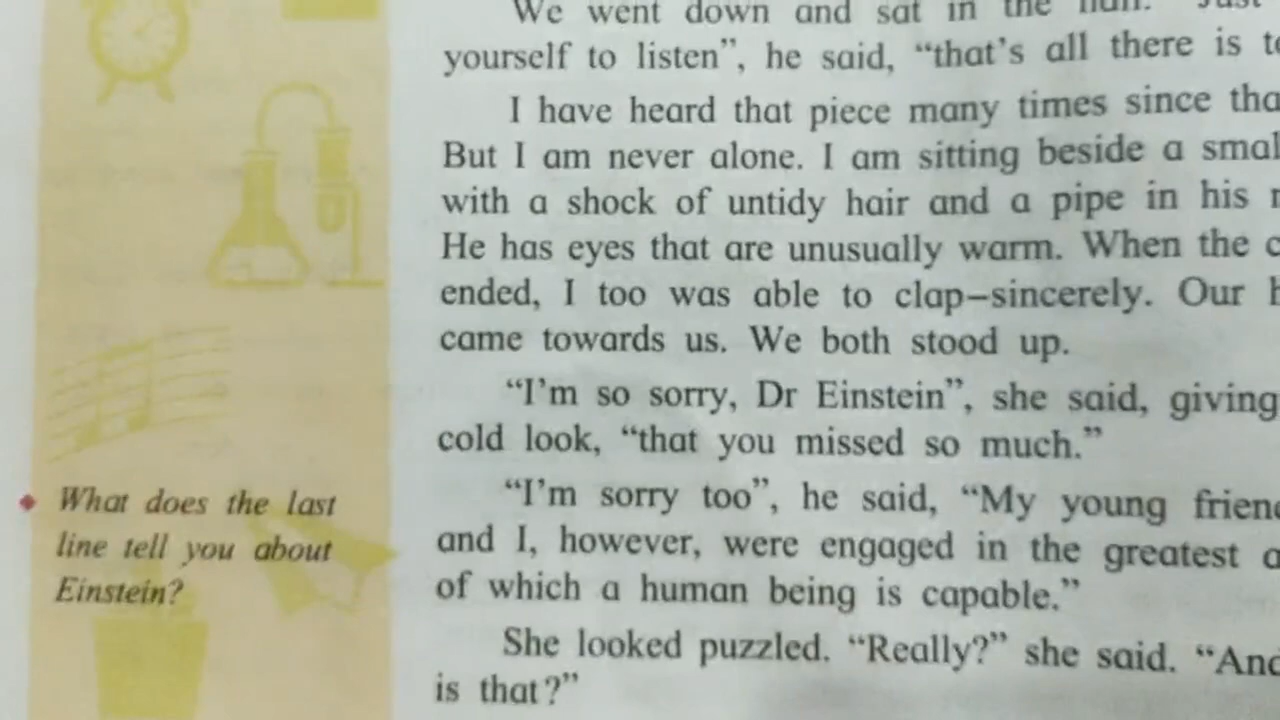 We went down and sat in the hall. "Just
yourself to listen", he said, "that's all there is
I have heard that piece many times since
But I am never alone. I am sitting beside a
with a shock of untidy hair and a pipe in his
He has eyes that are unusually warm. When the
ended, I too was able to clap–sincerely. Our
came towards us. We both stood up.
"I'm so sorry, Dr Einstein", she said, giving
cold look, "that you missed so much."
"I'm sorry too", he said, "My young
and I, however, were engaged in the greatest
of which a human being is capable."
She looked puzzled. "Really?" she said. "And
is that?"
What does the last
line tell you about
Einstein?